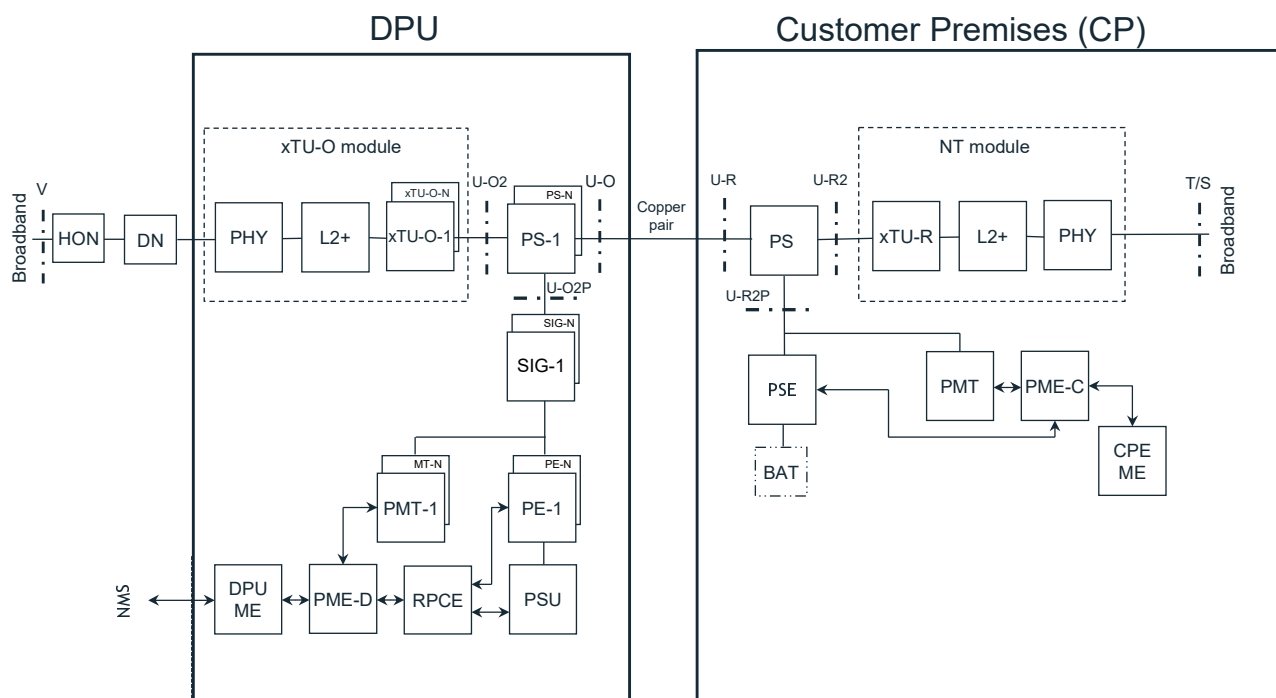 DPU
Customer Premises (CP)
xTU-O module
NT module
V
Broadband
HON
DN
PHY
L2+
xTU-O-N
xTU-O-1
U-O2
PS-N
PS-1
U-O
Copper
pair
U-R
PS
U-R2
xTU-R
L2+
PHY
T/S
Broadband
U-O2P
U-R2P
SIG-N
SIG-1
PSE
PMT
PME-C
BAT
CPE
ME
MT-N
PMT-1
PE-N
PE-1
NMS
DPU
ME
PME-D
RPCE
PSU